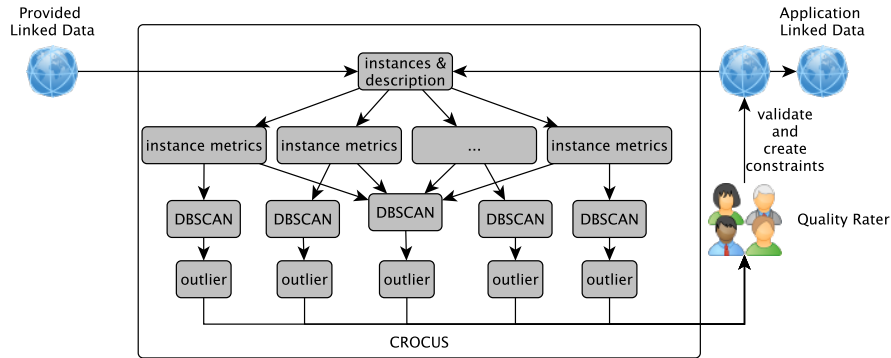 Provided
Linked Data
Application
Linked Data
instances &
description
validate
and
create
constraints
instance metrics
instance metrics
...
instance metrics
DBSCAN
DBSCAN
DBSCAN
DBSCAN
DBSCAN
Quality Rater
outlier
outlier
outlier
outlier
outlier
CROCUS